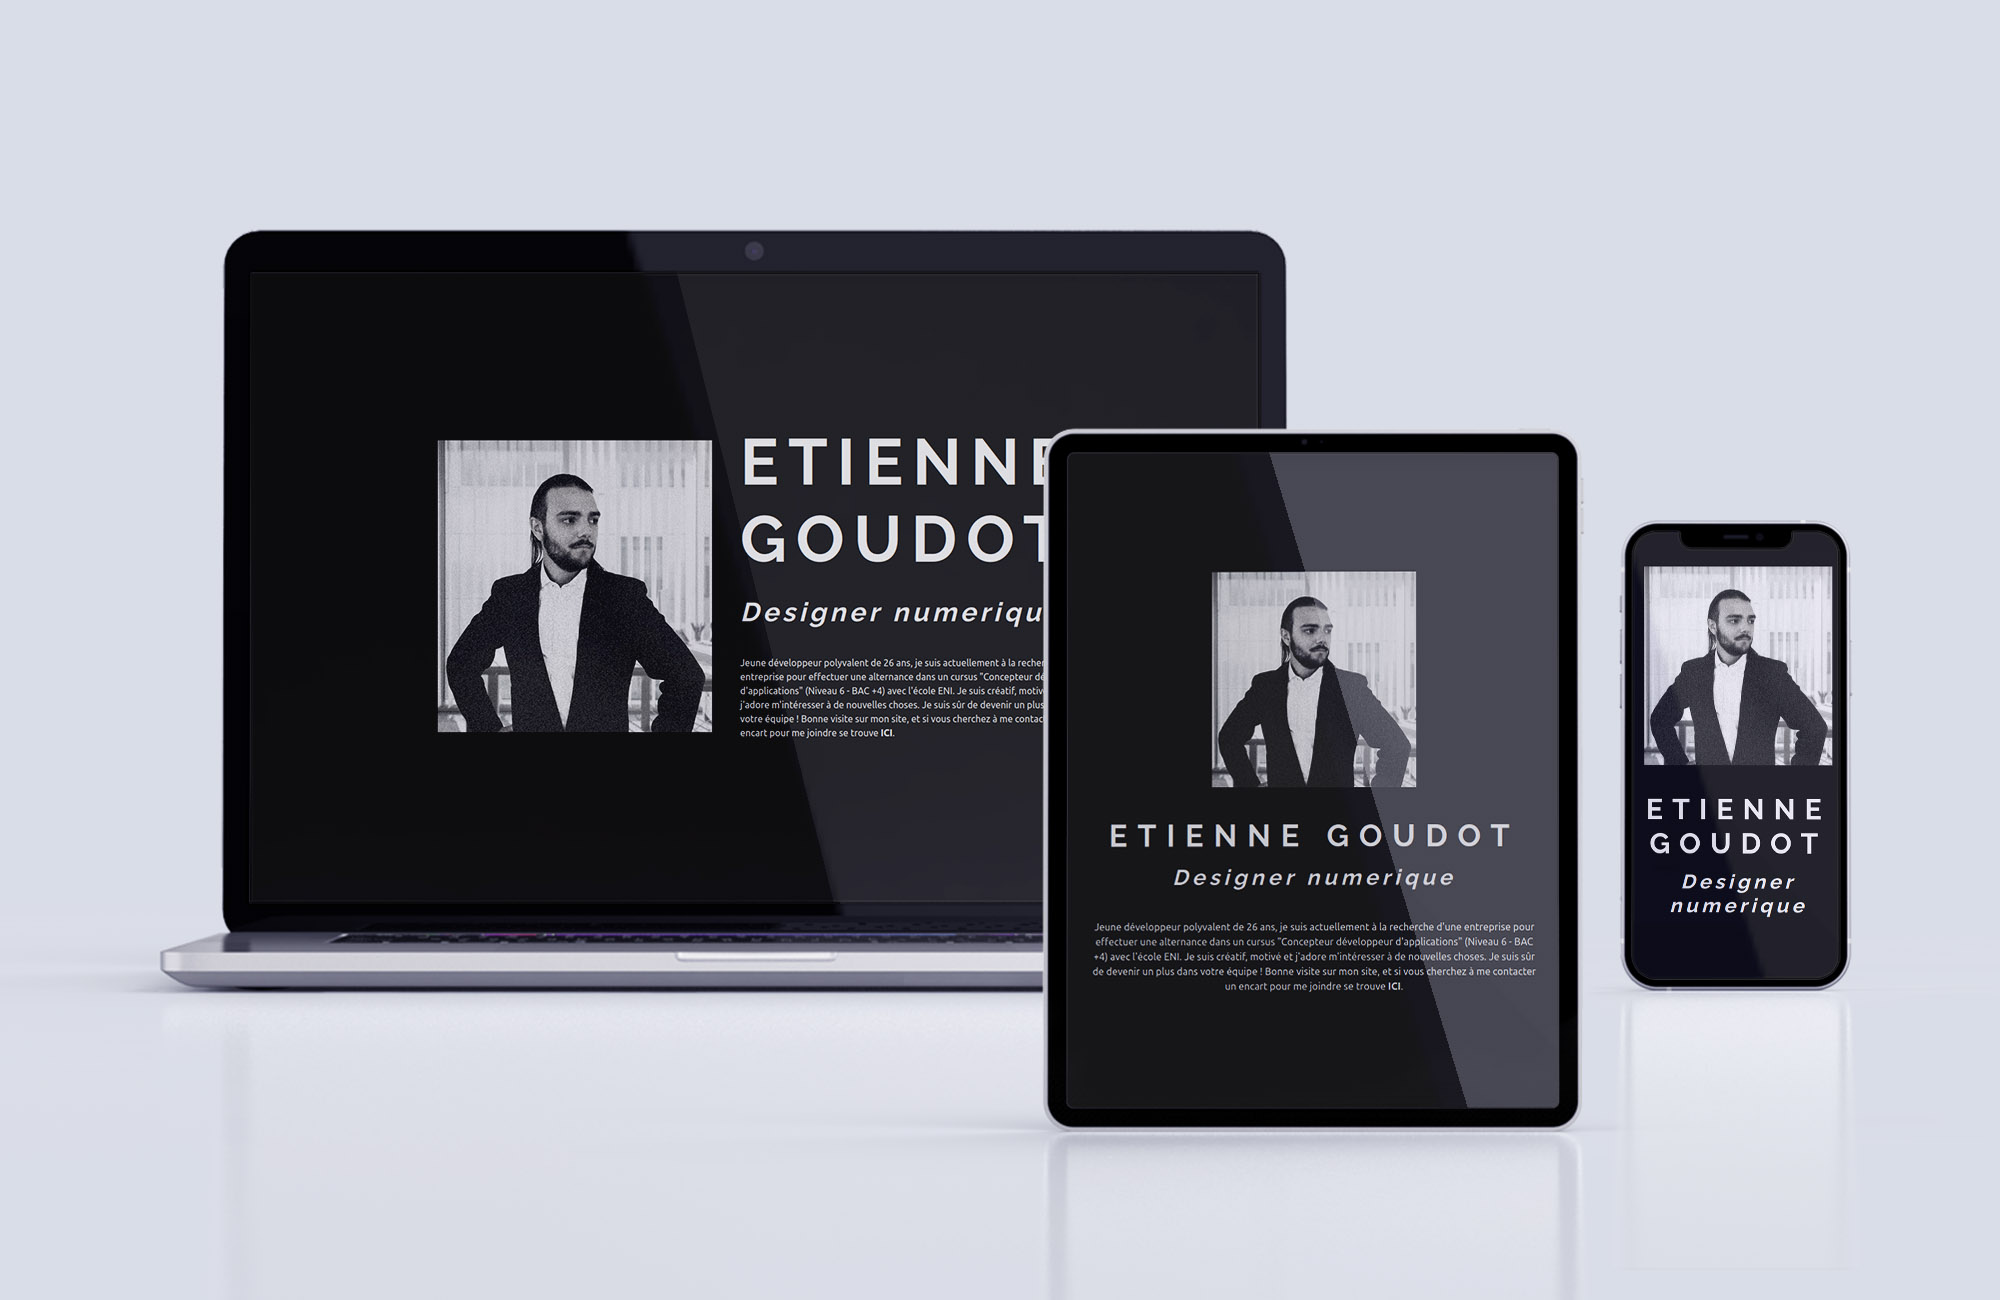 ETIENNE
GOUDOT
Designer numeriqu
Jeune développeur polyvalent de 26 ans, je suis actuellement à la recher
entreprise pour effectuer une alternance dans un cursus "Concepteur dé
d'applications" (Niveau 6 - BAC +4) avec l'école ENI. Je suis créatif, motiv
j'adore m'intéresser à de nouvelles choses. Je suis sûr de devenir un plus
votre équipe ! Bonne visite sur mon site, et si vous cherchez à me contac
encart pour me joindre se trouve ICI.
ETIENNE GOUDOT
Designer numerique
Jeune développeur polyvalent de 26 ans, je suis actuellement à la recherche d'une entreprise pour
effectuer une alternance dans un cursus "Concepteur développeur d'applications" (Niveau 6 - BAC
+4) avec l'école ENI. Je suis créatif, motivé et j'adore m'intéresser à de nouvelles choses. Je suis sûr
de devenir un plus dans votre équipe ! Bonne visite sur mon site, et si vous cherchez à me contacter
un encart pour me joindre se trouve ICI.
ETIENNE
GOUDOT
Designer
numerique